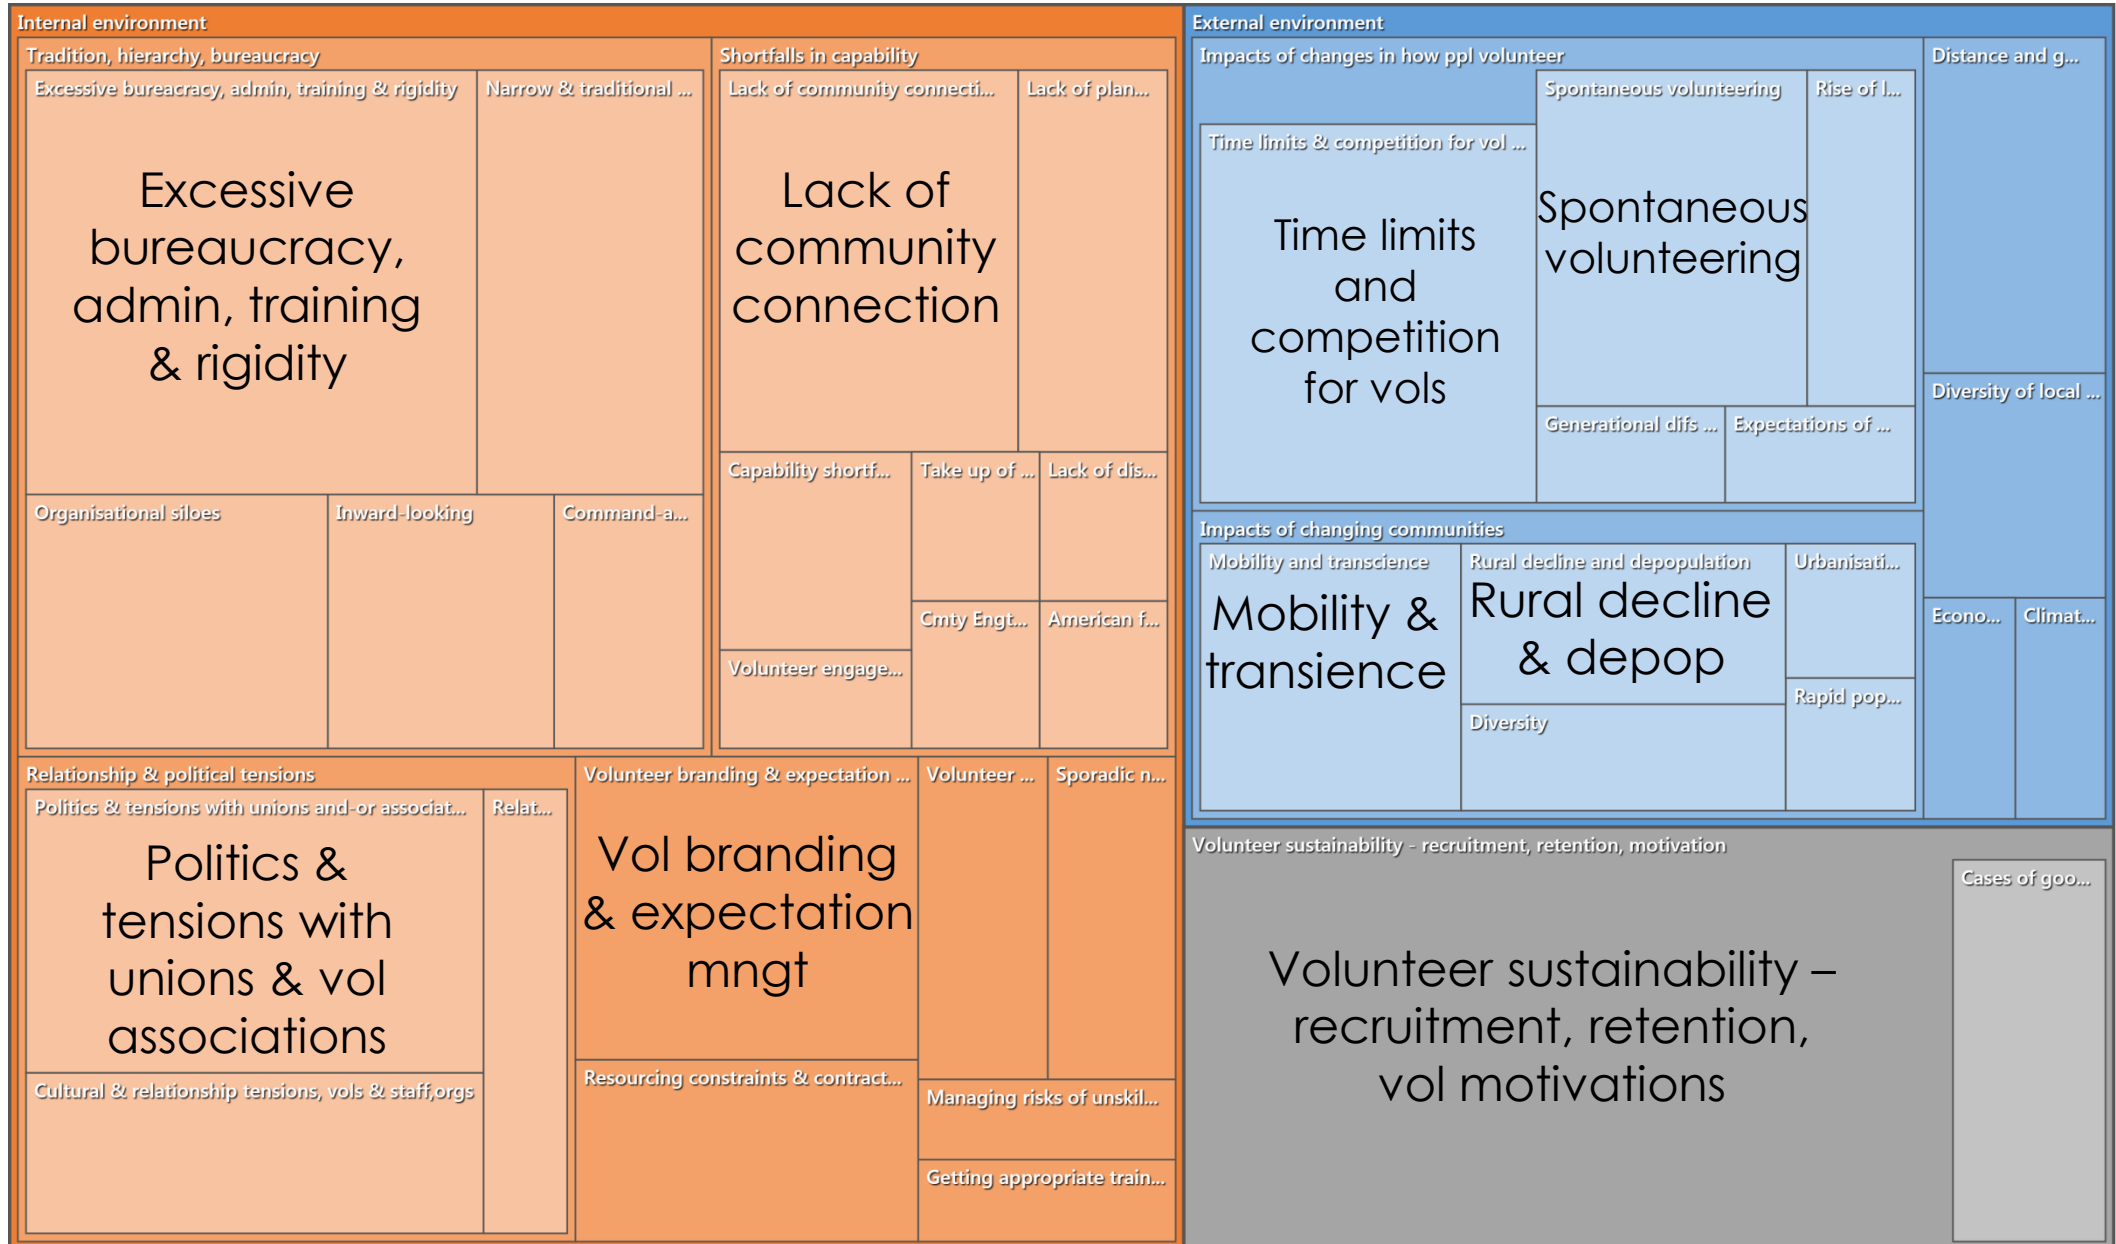 Internal environment
Tradition, hierarchy, bureaucracy
Excessive bureacracy, admin, training & rigidity
Excessive
bureaucracy,
admin, training
& rigidity
Narrow & traditional ...
Organisational siloes
Inward-looking
Command-a...
Shortfalls in capability
Lack of community connecti...
Lack of
community
connection
Lack of plan...
Capability shortf...
Take up of ...
Lack of dis...
Cmty Engt...
American f...
Volunteer engage...
Relationship & political tensions
Politics & tensions with unions and-or associat...
Politics &
tensions with
unions & vol
associations
Relat...
Cultural & relationship tensions, vols & staff,orgs
Volunteer branding & expectation ...
Vol branding
& expectation
mngt
Volunteer ...
Sporadic n...
Resourcing constraints & contract...
Managing risks of unskil...
Getting appropriate train...
External environment
Impacts of changes in how ppl volunteer
Time limits & competition for vol ...
Time limits
and
competition
for vols
Spontaneous volunteering
Spontaneous
volunteering
Rise of l...
Generational difs ...
Expectations of ...
Distance and g...
Diversity of local ...
Econo...
Climat...
Impacts of changing communities
Mobility and transcience
Mobility &
transience
Rural decline and depopulation
Rural decline
& depop
Urbanisati...
Rapid pop...
Diversity
Volunteer sustainability - recruitment, retention, motivation
Volunteer sustainability –
recruitment, retention,
vol motivations
Cases of goo...